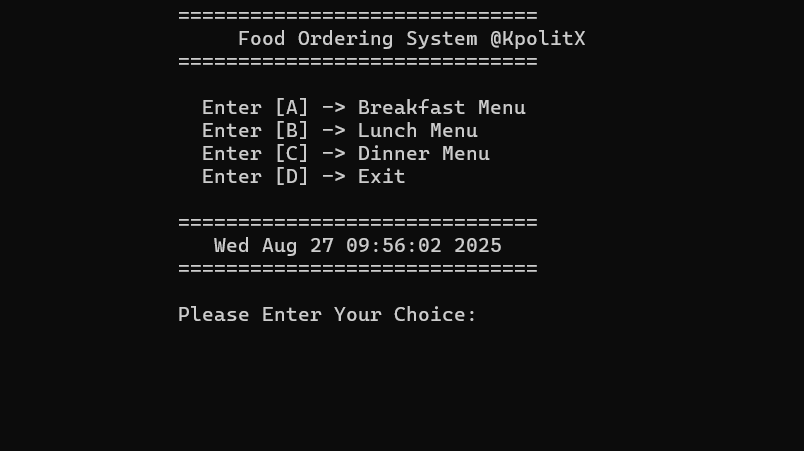 ==============================
Food Ordering System @KpolitX
==============================
Enter [A] -> Breakfast Menu
Enter [B] -> Lunch Menu
Enter [C] -> Dinner Menu
Enter [D] -> Exit
==============================
Wed Aug 27 09:56:02 2025
==============================
Please Enter Your Choice: